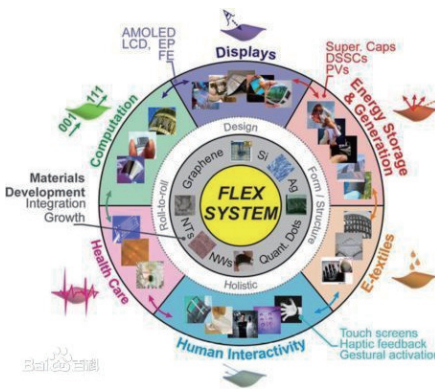 AMOLED
LCD, EP
FE
Displays
Super. Caps
DSSCs
PVs
001 111
Computation
Energy Storage
& Generation
Design
Graphene
Si
Materials
Development
Integration
Growth
Roll-to-roll
FLEX
SYSTEM
Ag
Form / Structure
NTs
NWs
Quant. Dots
Holistic
Health Care
E-textiles
Human Interactivity
Touch screens
Haptic feedback
Gestural activation
Baidu百科